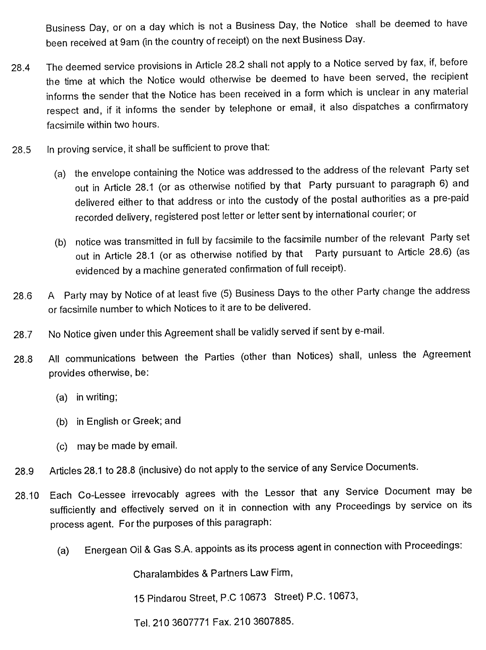 Business Day, or on a day which is not a Business Day, the Notice shall be deemed to have
been received at 9am (in the country of receipt) on the next Business Day.
28.4 The deemed service provisions in Article 28.2 shall not apply to a Notice served by fax, if, before
the time at which the Notice would otherwise be deemed to have been served, the recipient
informs the sender that the Notice has been received in a form which is unclear in any material
respect and, if it informs the sender by telephone or email, it also dispatches a confirmatory
facsimile within two hours.
28.5 In proving service, it shall be sufficient to prove that:
(a) the envelope containing the Notice was addressed to the address of the relevant Party set
out in Article 28.1 (or as otherwise notified by that Party pursuant to paragraph 6) and
delivered either to that address or into the custody of the postal authorities as a pre-paid
recorded delivery, registered post letter or letter sent by international courier; or
(b) notice was transmitted in full by facsimile to the facsimile number of the relevant Party set
out in Article 28.1 (or as otherwise notified by that Party pursuant to Article 28.6) (as
evidenced by a machine generated confirmation of full receipt).
28.6 A Party may by Notice of at least five (5) Business Days to the other Party change the address
or facsimile number to which Notices to it are to be delivered.
28.7 No Notice given under this Agreement shall be validly served if sent by e-mail.
28.8 All communications between the Parties (other than Notices) shall, unless the Agreement
provides otherwise, be:
(a) in writing;
(b) in English or Greek; and
(c) may be made by email.
28.9 Articles 28.1 to 28.8 (inclusive) do not apply to the service of any Service Documents.
28.10 Each Co-Lessee irrevocably agrees with the Lessor that any Service Document may be
sufficiently and effectively served on it in connection with any Proceedings by service on its
process agent. For the purposes of this paragraph:
(a) Energean Oil & Gas S.A. appoints as its process agent in connection with Proceedings:
Charalambides & Partners Law Firm,
15 Pindarou Street, P.C 10673 Street) P.C. 10673,
Tel. 210 3607771 Fax. 210 3607885.